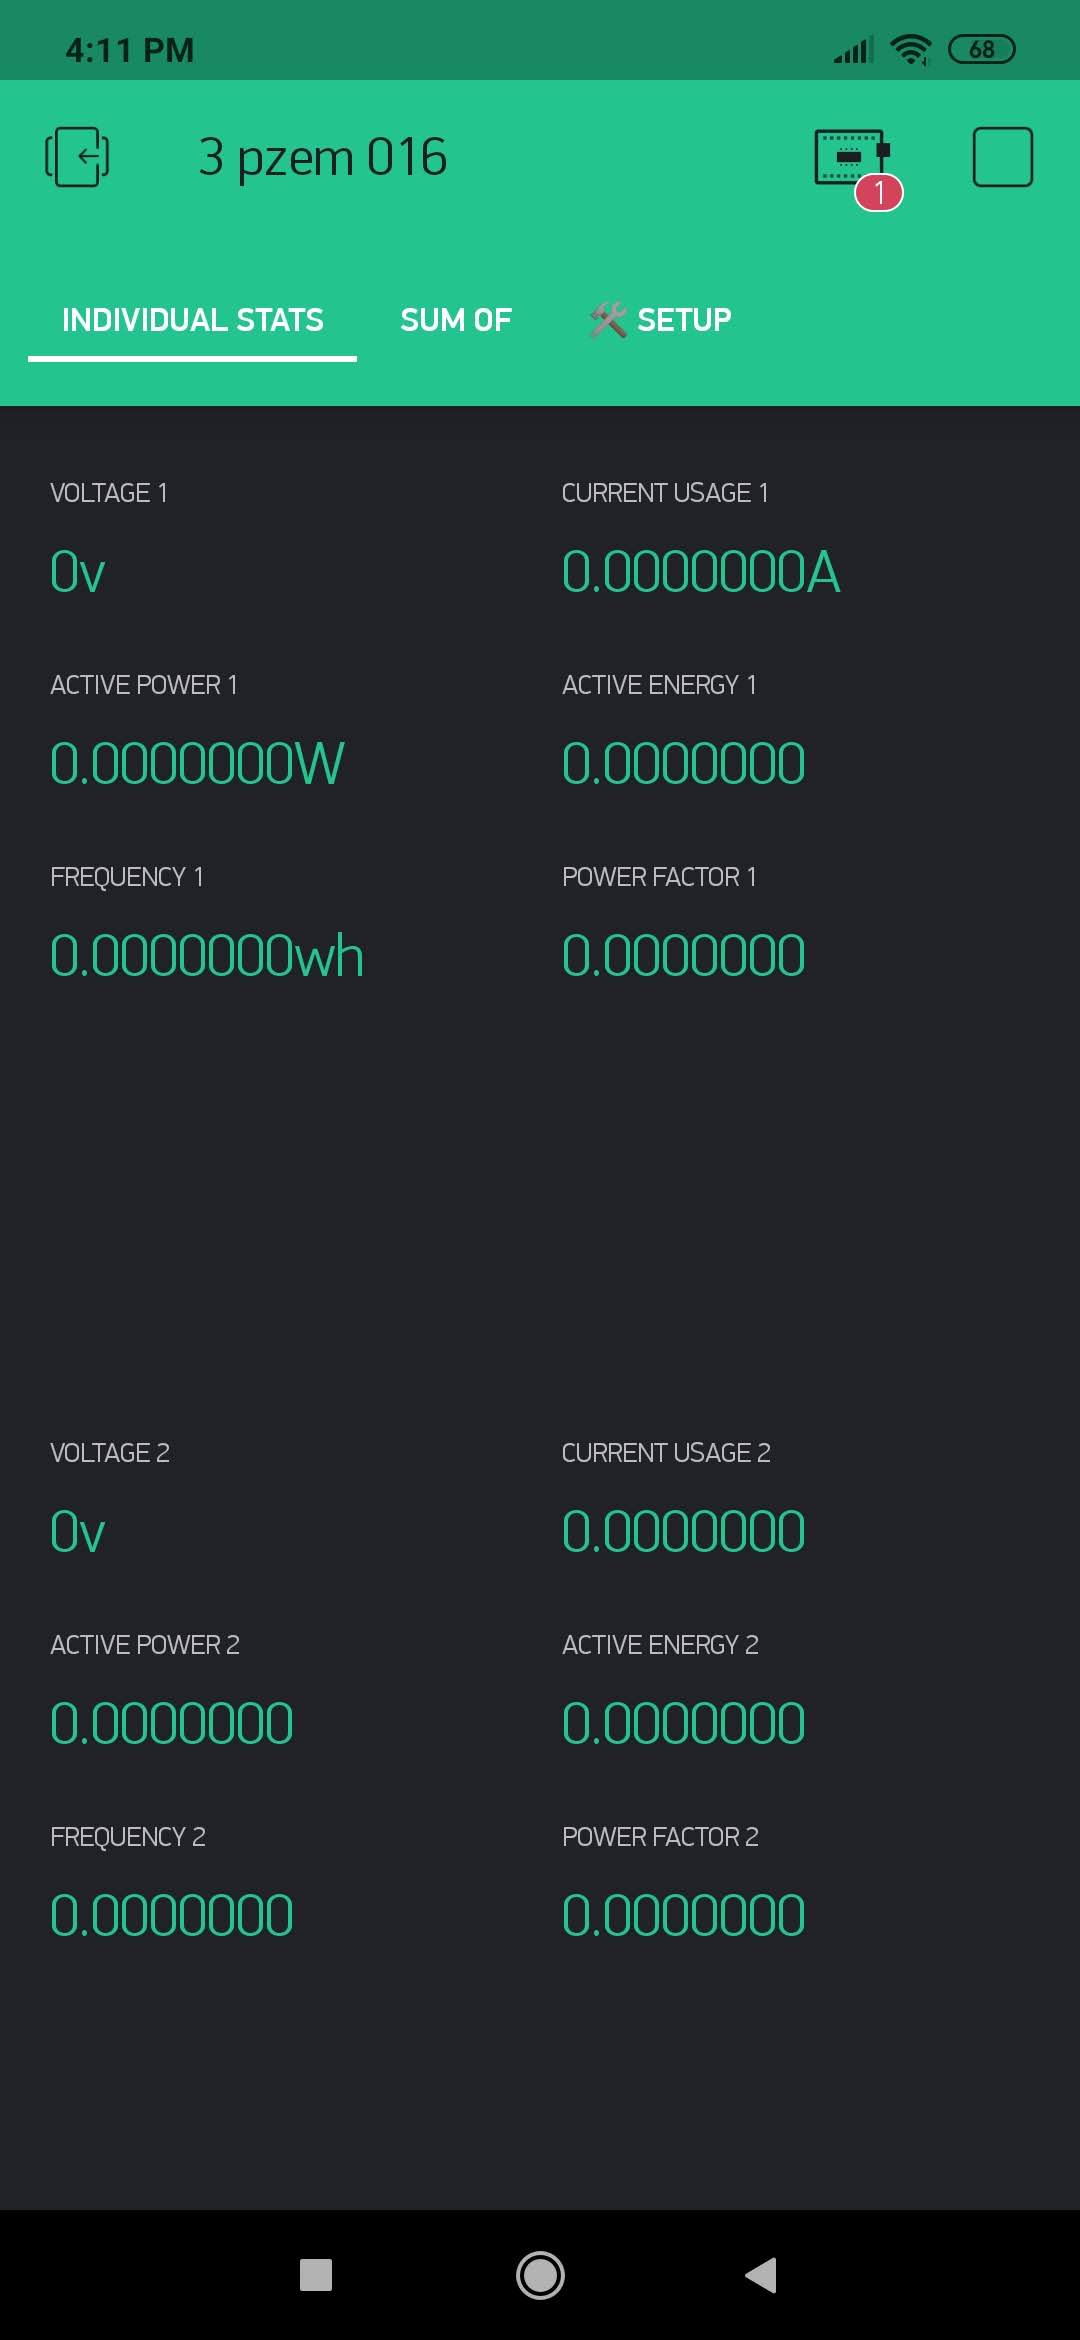 4:11 PM 68
3 pzem 016
1
INDIVIDUAL STATS SUM OF 🛠 SETUP
VOLTAGE 1 CURRENT USAGE 1
0v 0.0000000A
ACTIVE POWER 1 ACTIVE ENERGY 1
0.0000000W 0.0000000
FREQUENCY 1 POWER FACTOR 1
0.0000000wh 0.0000000
VOLTAGE 2 CURRENT USAGE 2
0v 0.0000000
ACTIVE POWER 2 ACTIVE ENERGY 2
0.0000000 0.0000000
FREQUENCY 2 POWER FACTOR 2
0.0000000 0.0000000